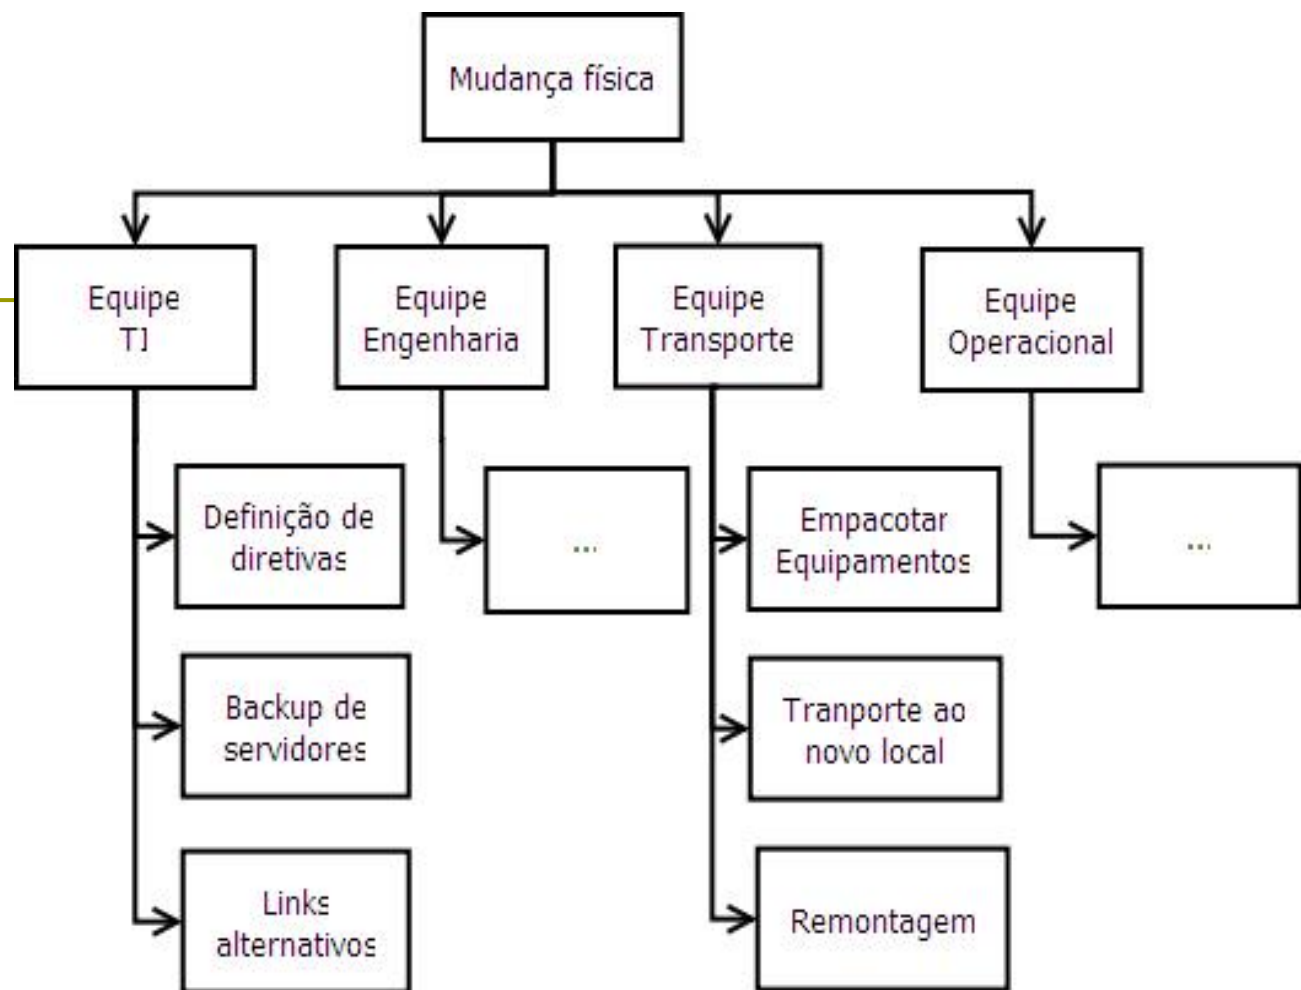 Mudança física
Equipe
TI
Equipe
Engenharia
Equipe
Transporte
Equipe
Operacional
Definição de
diretivas
...
Empacotar
Equipamentos
...
Backup de
servidores
Tranporte ao
novo local
Links
alternativos
Remontagem